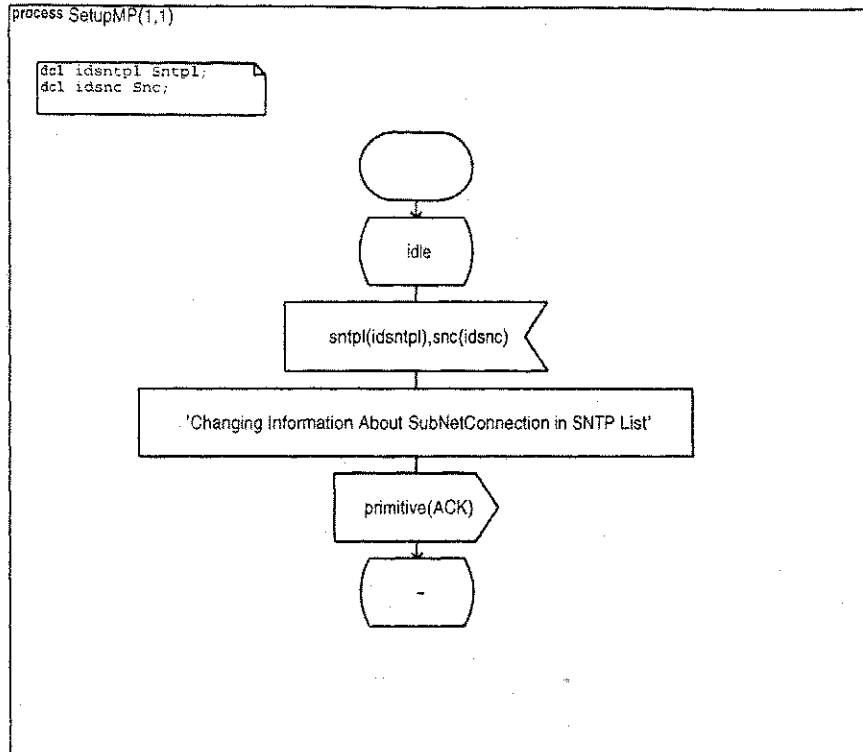 process SetupMP(1,1)
dcl idsntpl Sntpl;
dcl idsnc Snc;
idle
sntpl(idsntpl),snc(idsnc)
'Changing Information About SubNetConnection in SNTP List'
primitive(ACK)
-